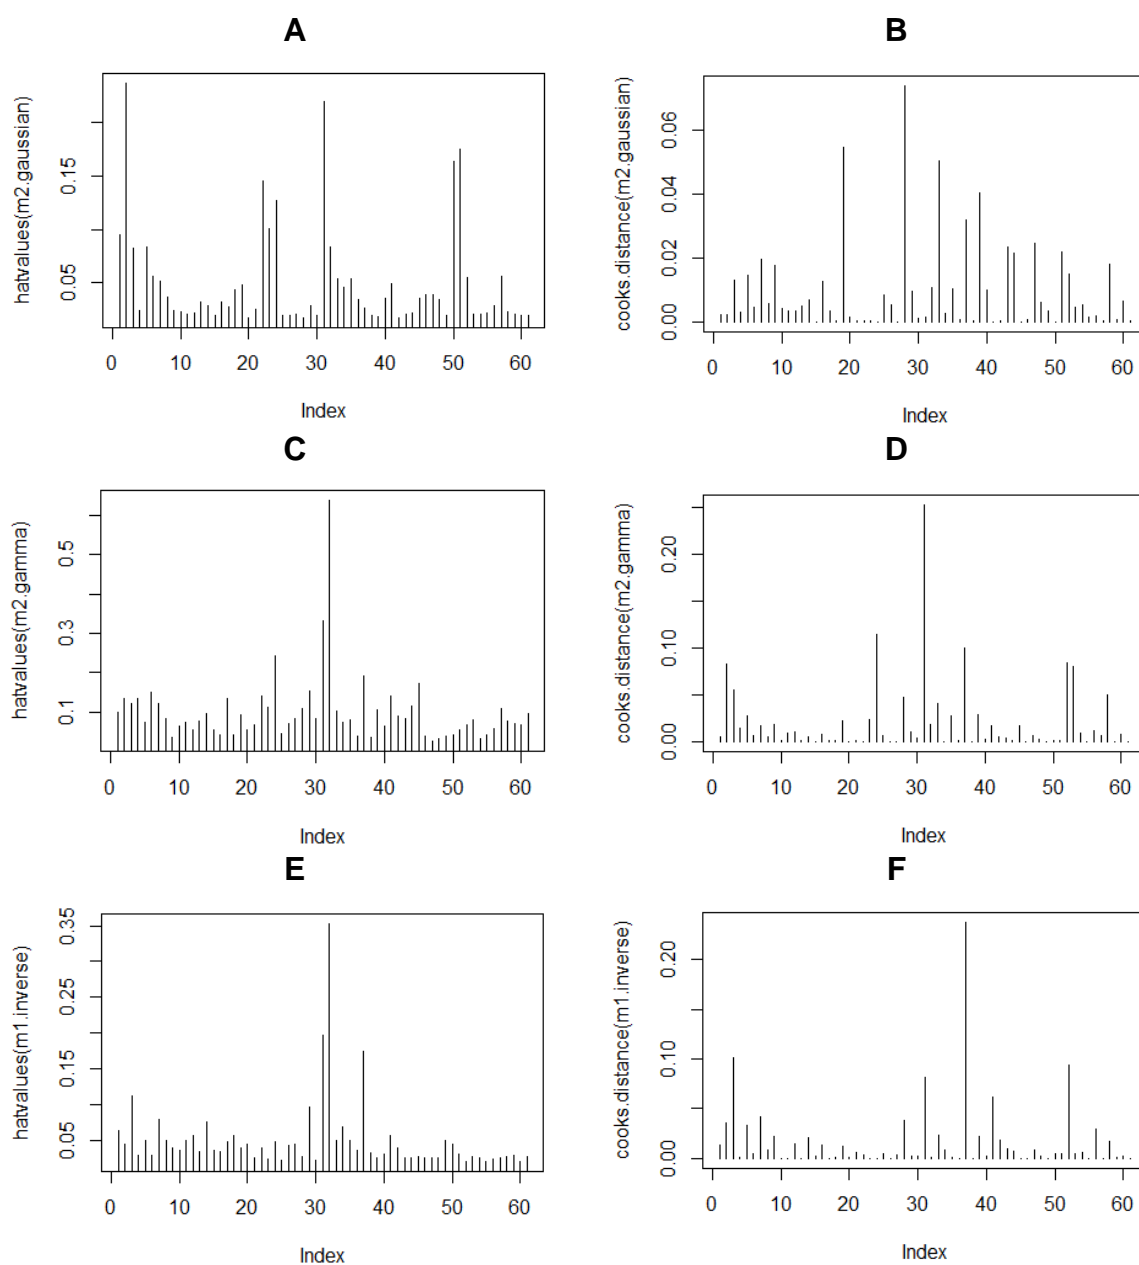 A
hatvalues(m2.gaussian)
0.15
0.05
0 10 20 30 40 50 60
Index
B
cooks.distance(m2.gaussian)
0.06
0.04
0.02
0.00
0 10 20 30 40 50 60
Index
C
hatvalues(m2.gamma)
0.5
0.3
0.1
0 10 20 30 40 50 60
Index
D
cooks.distance(m2.gamma)
0.20
0.10
0.00
0 10 20 30 40 50 60
Index
E
hatvalues(m1.inverse)
0.35
0.25
0.15
0.05
0 10 20 30 40 50 60
Index
F
cooks.distance(m1.inverse)
0.20
0.10
0.00
0 10 20 30 40 50 60
Index